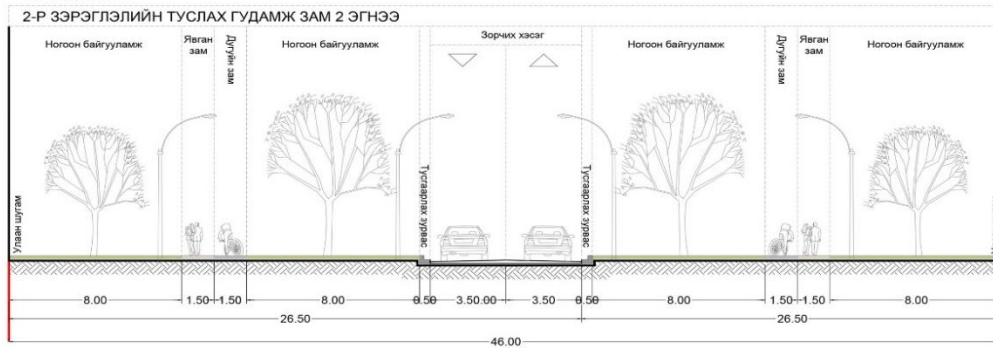 2-Р ЗЭРЭГЛЭЛИЙН ТУСЛАХ ГУДАМЖ ЗАМ 2 ЭГНЭЭ
Ногоон байгууламж
Явган зам
Дугуйн зам
Ногоон байгууламж
Зорчих хэсэг
Ногоон байгууламж
Дугуйн зам
Явган зам
Ногоон байгууламж
Улаан шугам
Тусгаарлах зурвас
Тусгаарлах зурвас
8.00 1.50 1.50 8.00 0.50 3.50.00 3.50 0.50 8.00 1.50 1.50 8.00
26.50 26.50
46.00